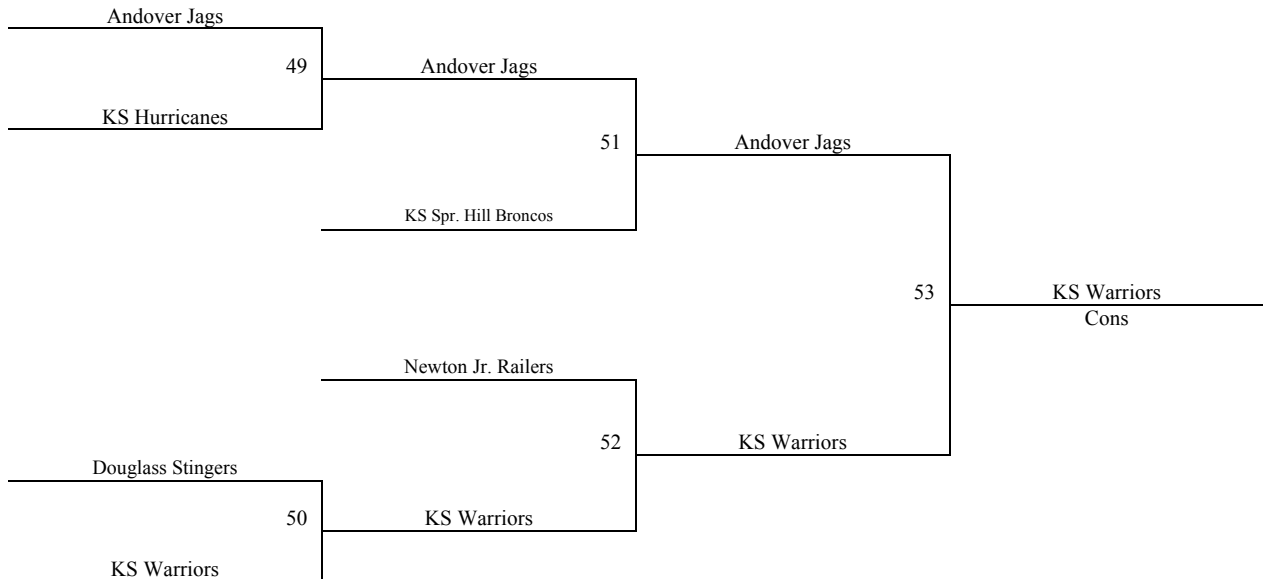 Andover Jags
49
Andover Jags
KS Hurricanes
51
Andover Jags
KS Spr. Hill Broncos
53
KS Warriors
Cons
Newton Jr. Railers
52
KS Warriors
Douglass Stingers
50
KS Warriors
KS Warriors